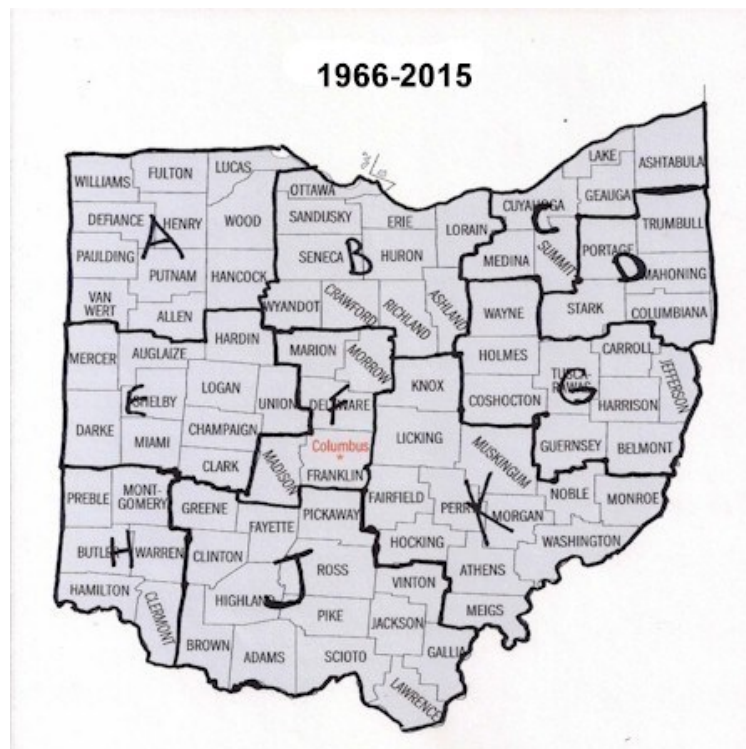 1966-2015
LAKE
ASHTABULA
LUCAS
FULTON
WILLIAMS
OTTAWA
GEAUGA
CUYAHOGA
C
DEFIANCE
HENRY
WOOD
SANDUSKY
ERIE
LORAIN
TRUMBULL
A
B
PAULDING
SENECA
HURON
MEDINA
SUMMIT
PORTAGE
D
PUTNAM
HANCOCK
MAHONING
VAN
WERT
ALLEN
WYANDOT
CRAWFORD
RICHLAND
ASHLAND
WAYNE
STARK
COLUMBIANA
HARDIN
MERCER
AUGLAIZE
MARION
MORROW
HOLMES
CARROLL
JEFFERSON
LOGAN
UNION
KNOX
TUSCA-
RAWAS
G
E
SHELBY
DELAWARE
F
COSHOCTON
HARRISON
DARKE
MIAMI
CHAMPAIGN
LICKING
Columbus
CLARK
MADISON
FRANKLIN
MUSKINGUM
GUERNSEY
BELMONT
PREBLE
MONT-
GOMERY
GREENE
PICKAWAY
FAIRFIELD
PERRY
K
NOBLE
MONROE
FAYETTE
MORGAN
BUTLER
H
WARREN
CLINTON
HOCKING
WASHINGTON
ROSS
J
ATHENS
HAMILTON
CLERMONT
HIGHLAND
VINTON
PIKE
JACKSON
MEIGS
BROWN
ADAMS
SCIOTO
GALLIA
LAWRENCE